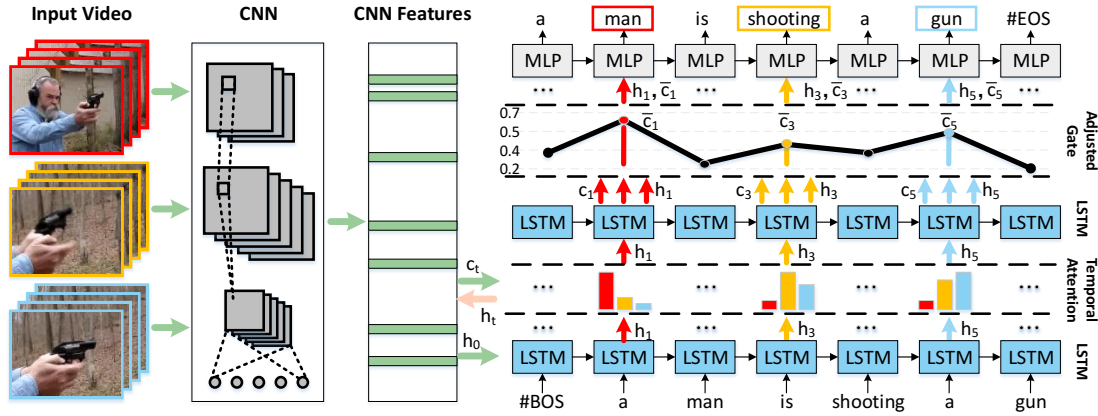 Input Video
CNN
CNN Features
a man is shooting a gun #EOS
MLP MLP MLP MLP MLP MLP MLP
... h1, c̄1 ... h3, c̄3 ... h5, c̄5 ...
0.7
0.5
0.4
0.2
c̄1 c̄3 c̄5
Adjusted
Gate
c1 h1 c3 h3 c5 h5
LSTM LSTM LSTM LSTM LSTM LSTM LSTM
LSTM
h1 h3 h5
ct
ht
h0
... ... ... ...
Temporal
Attention
... h1 ... h3 ... h5 ...
LSTM LSTM LSTM LSTM LSTM LSTM LSTM
LSTM
#BOS a man is shooting a gun